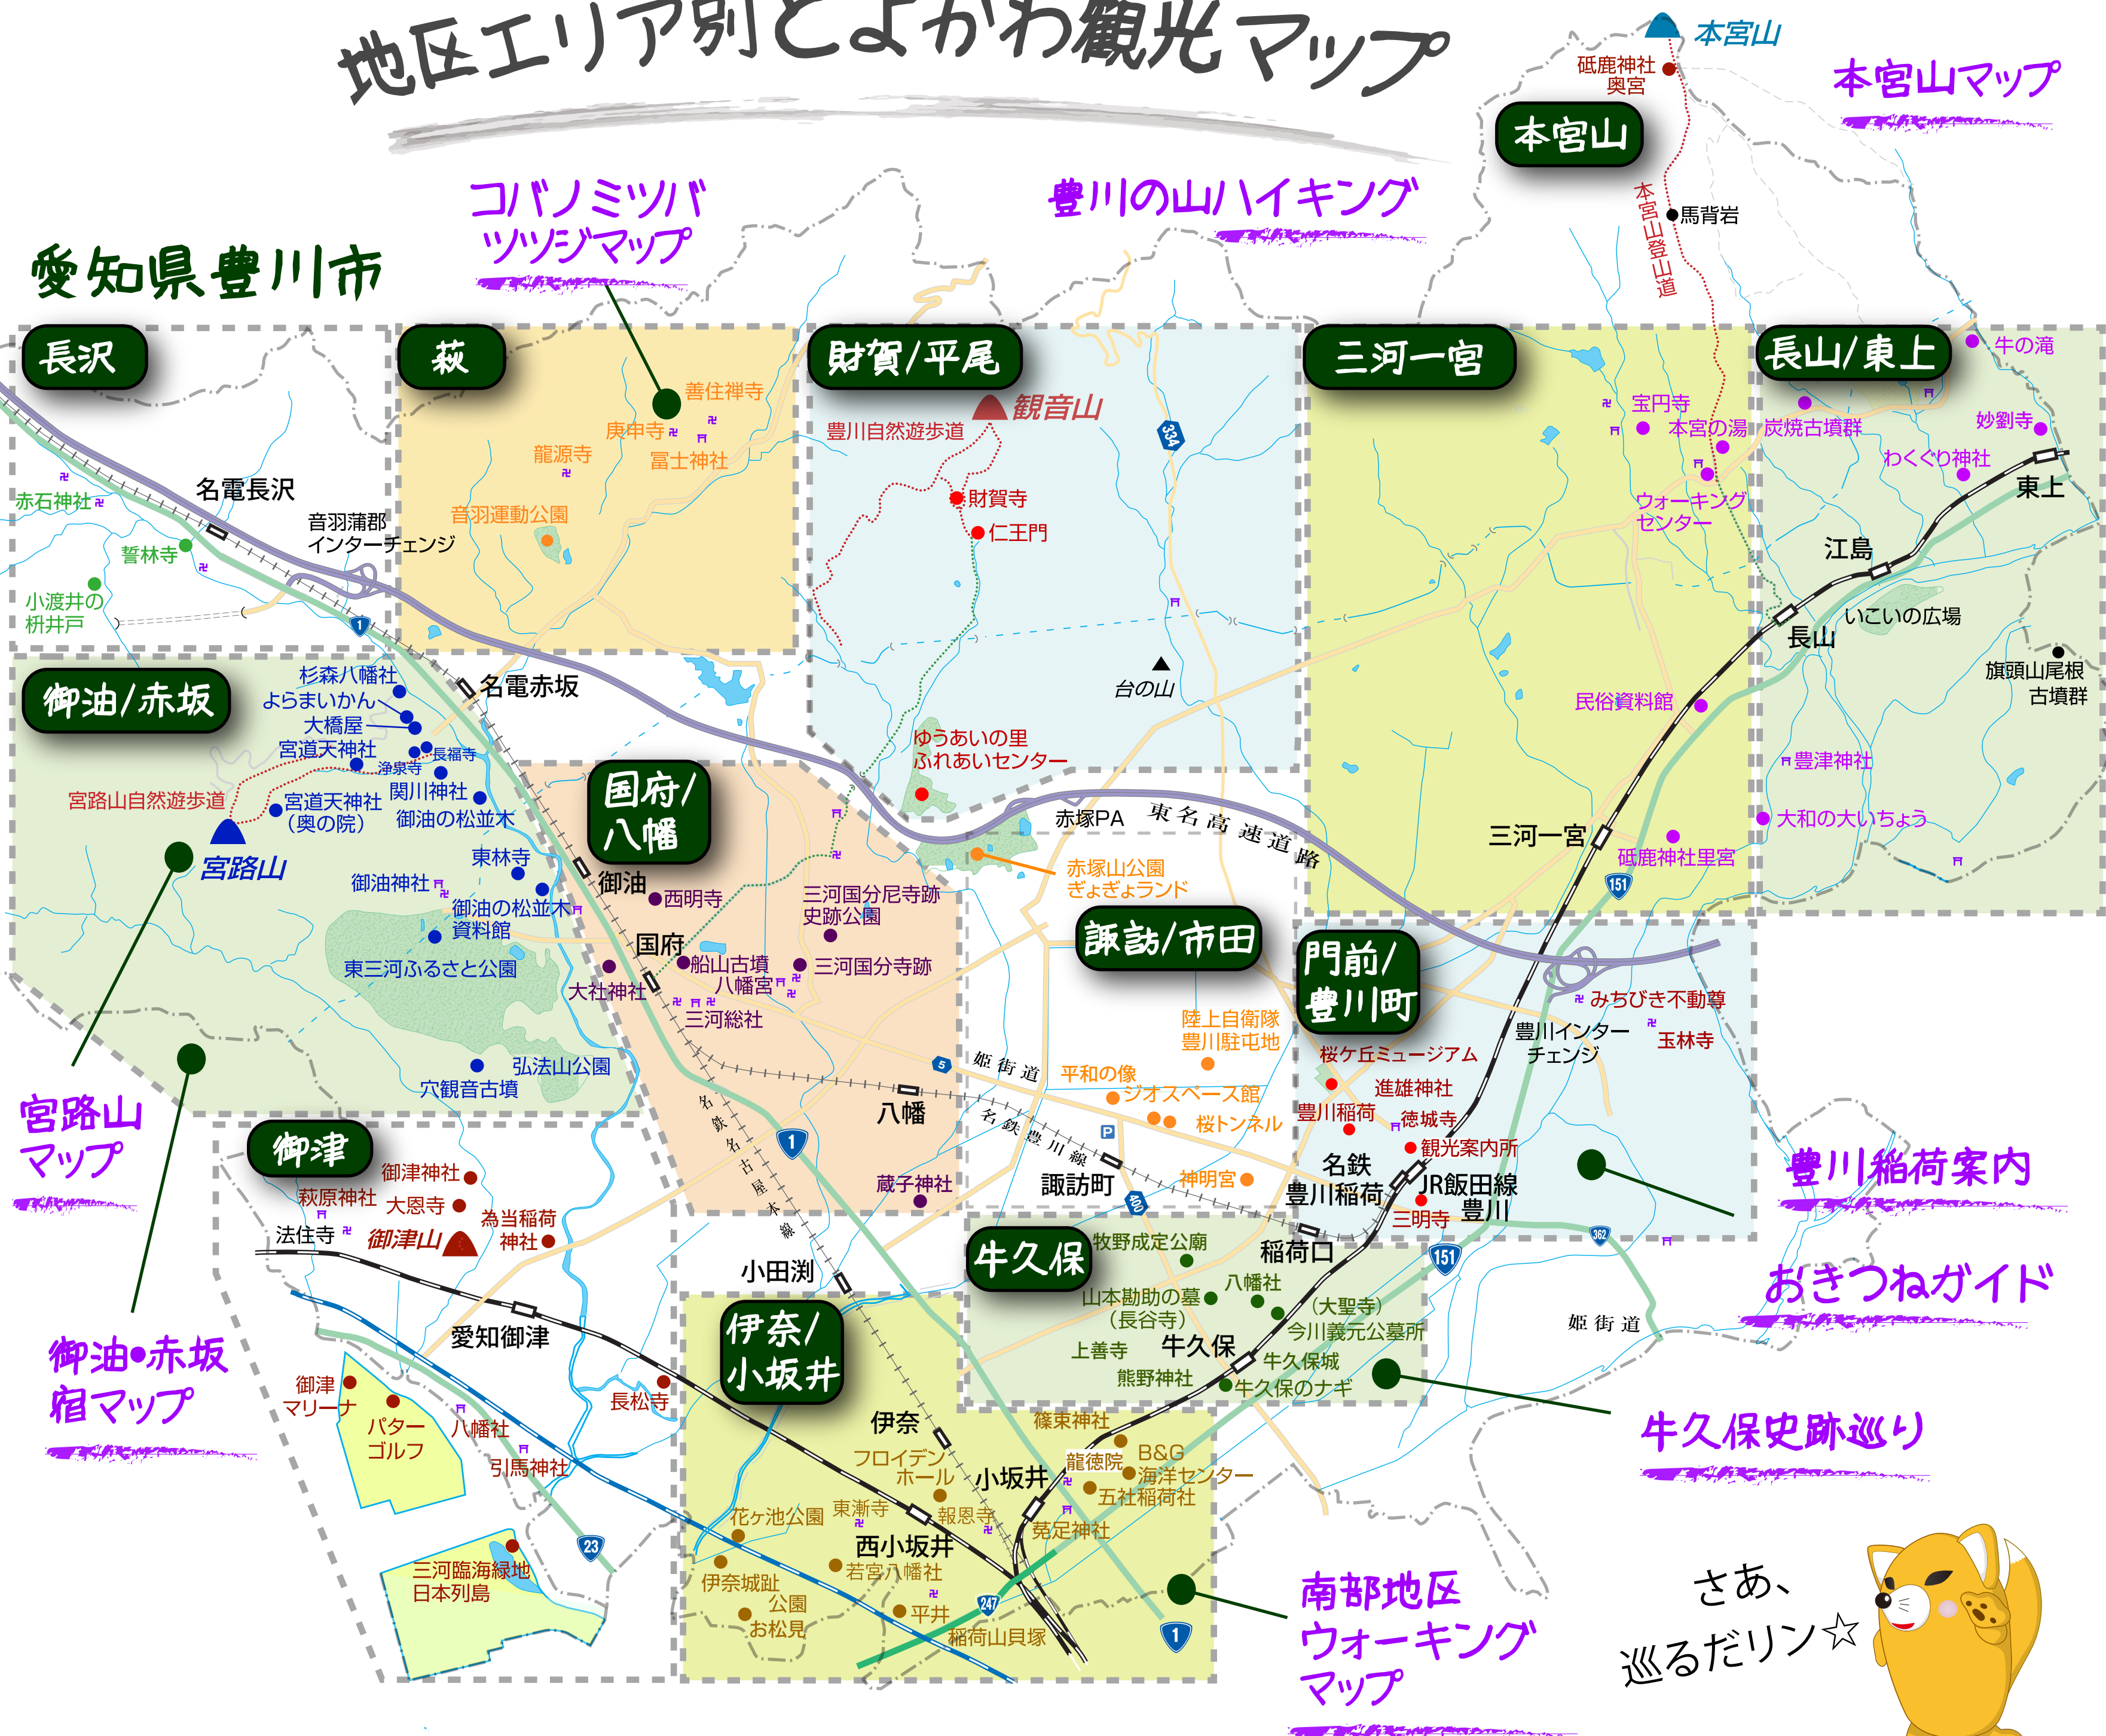 地区エリア別とよかわ観光マップ
本宮山
砥鹿神社
奥宮
本宮山マップ
本宮山
馬背岩
本宮山登山道
コバノミツバ
ツツジマップ
豊川の山ハイキング
愛知県豊川市
長沢
赤石神社
名電長沢
誓林寺
音羽蒲郡
インターチェンジ
小渡井の
枡井戸
1
萩
善住禅寺
庚申寺
冨士神社
龍源寺
音羽運動公園
財賀/平尾
観音山
豊川自然遊歩道
334
財賀寺
仁王門
台の山
ゆうあいの里
ふれあいセンター
三河一宮
宝円寺
本宮の湯
ウォーキング
センター
民俗資料館
三河一宮
砥鹿神社里宮
151
長山/東上
牛の滝
炭焼古墳群
妙劉寺
わくぐり神社
東上
江島
いこいの広場
長山
旗頭山尾根
古墳群
豊津神社
大和の大いちょう
御油/赤坂
杉森八幡社
よらまいかん
大橋屋
宮道天神社
長福寺
浄泉寺
関川神社
宮路山自然遊歩道
宮道天神社
(奥の院)
御油の松並木
宮路山
東林寺
御油神社
御油の松並木
資料館
東三河ふるさと公園
弘法山公園
穴観音古墳
名電赤坂
国府/
八幡
御油
西明寺
三河国分尼寺跡
史跡公園
国府
船山古墳
三河国分寺跡
八幡宮
大社神社
三河総社
5
八幡
1
名鉄名古屋本線
蔵子神社
赤塚PA
東名高速道路
赤塚山公園
ぎょぎょランド
諏訪/市田
陸上自衛隊
豊川駐屯地
姫街道
平和の像
ジオスペース館
桜トンネル
名鉄豊川線
P
諏訪町
神明宮
400
門前/
豊川町
みちびき不動尊
豊川インター
チェンジ
玉林寺
桜ケ丘ミュージアム
進雄神社
豊川稲荷
徳城寺
観光案内所
名鉄
豊川稲荷
JR飯田線
豊川
三明寺
稲荷口
151
362
姫街道
宮路山
マップ
御油●赤坂
宿マップ
豊川稲荷案内
おきつねガイド
御津
御津神社
萩原神社
大恩寺
法住寺
御津山
為当稲荷
神社
愛知御津
御津
マリーナ
パター
ゴルフ
八幡社
引馬神社
長松寺
23
三河臨海緑地
日本列島
牛久保
牧野成定公廟
八幡社
山本勘助の墓
(長谷寺)
(大聖寺)
今川義元公墓所
上善寺
牛久保
牛久保城
熊野神社
牛久保のナギ
牛久保史跡巡り
小田渕
伊奈/
小坂井
伊奈
篠束神社
フロイデン
ホール
小坂井
龍徳院
B&G
海洋センター
五社稲荷社
花ヶ池公園
東漸寺
報恩寺
菟足神社
西小坂井
伊奈城趾
公園
若宮八幡社
お松見
平井
稲荷山貝塚
247
1
南部地区
ウォーキング
マップ
さあ、
巡るだリン☆